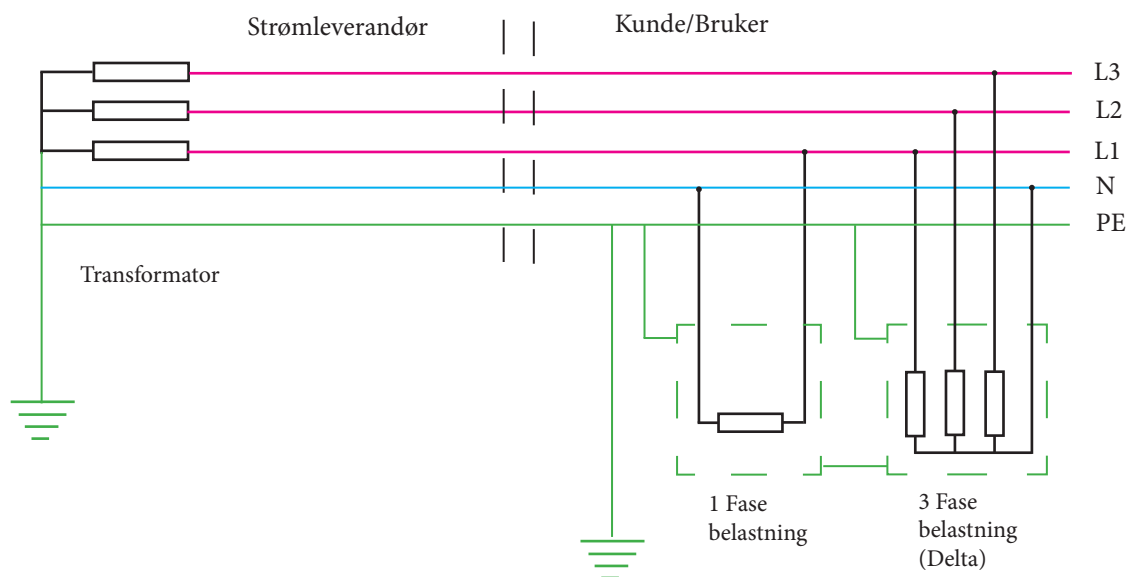 Strømleverandør
Kunde/Bruker
L3
L2
L1
N
PE
Transformator
1 Fase
belastning
3 Fase
belastning
(Delta)